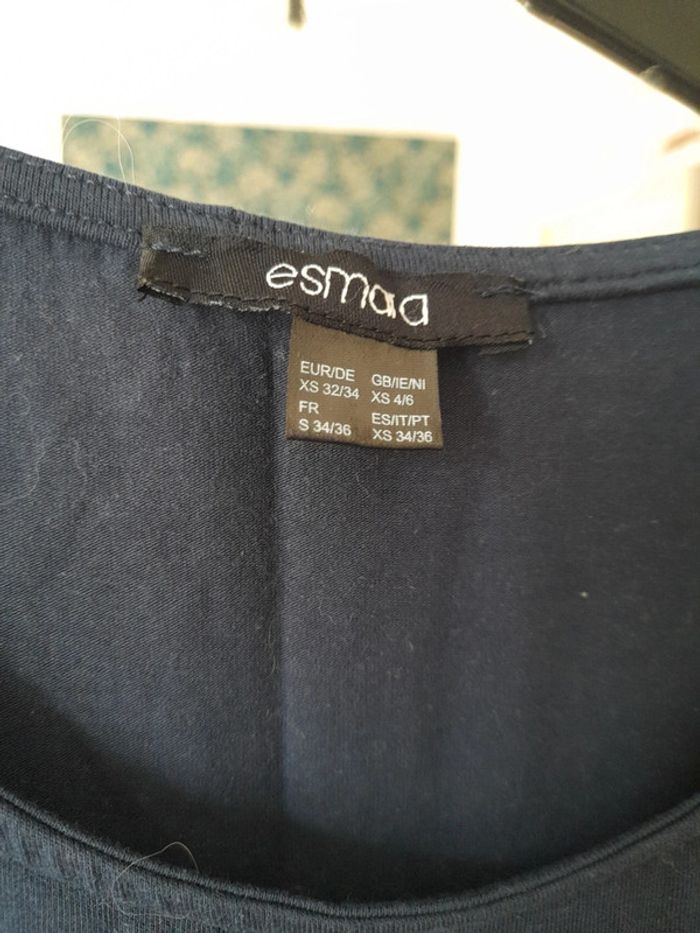 esmara
EUR/DE GB/IE/NI
XS 32/34 XS 4/6
FR ES/IT/PT
S 34/36 XS 34/36